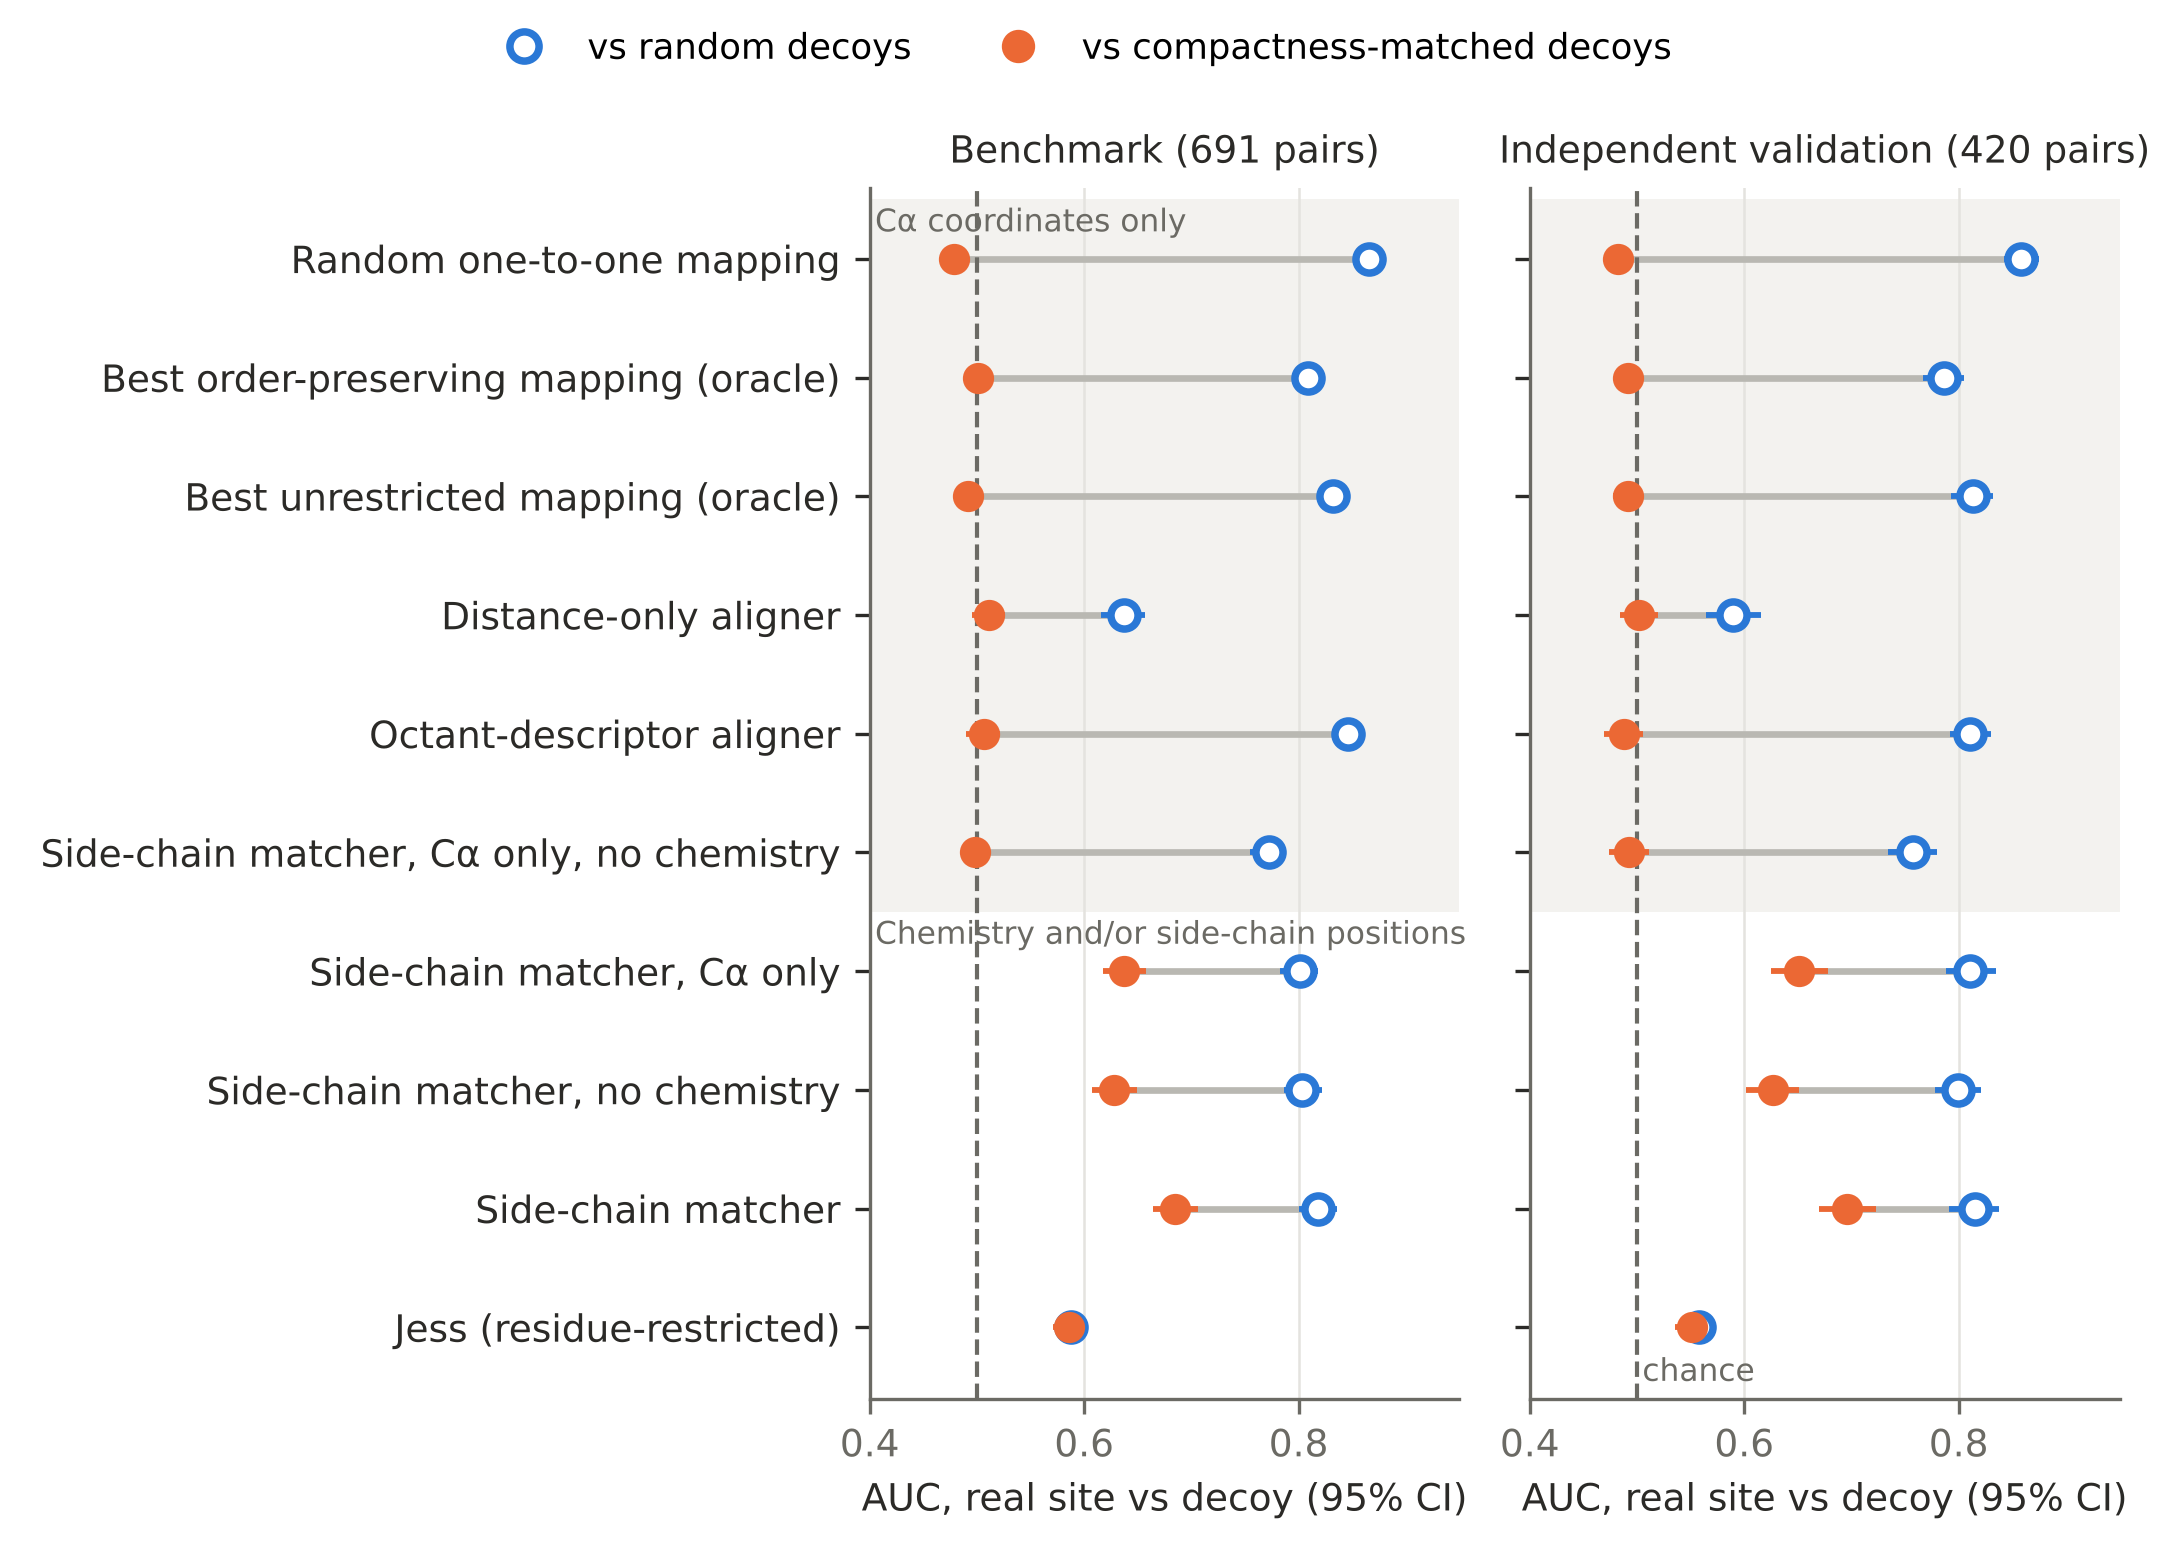 vs random decoys
vs compactness-matched decoys
Benchmark (691 pairs)
Independent validation (420 pairs)
Cα coordinates only
Random one-to-one mapping
Best order-preserving mapping (oracle)
Best unrestricted mapping (oracle)
Distance-only aligner
Octant-descriptor aligner
Side-chain matcher, Cα only, no chemistry
Chemistry and/or side-chain positions
Side-chain matcher, Cα only
Side-chain matcher, no chemistry
Side-chain matcher
Jess (residue-restricted)
chance
0.4 0.6 0.8
0.4 0.6 0.8
AUC, real site vs decoy (95% CI)
AUC, real site vs decoy (95% CI)